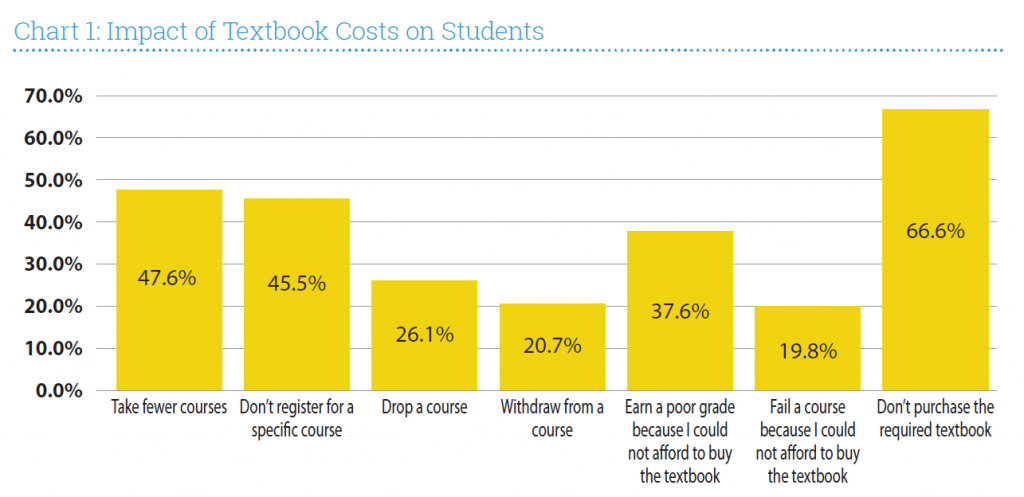 Chart 1: Impact of Textbook Costs on Students
70.0%
60.0%
50.0%
40.0%
30.0%
20.0%
10.0%
0.0%
47.6%
45.5%
26.1%
20.7%
37.6%
19.8%
66.6%
Take fewer courses
Don’t register for a
specific course
Drop a course
Withdraw from a
course
Earn a poor grade
because I could
not afford to buy
the textbook
Fail a course
because I could
not afford to buy
the textbook
Don’t purchase the
required textbook